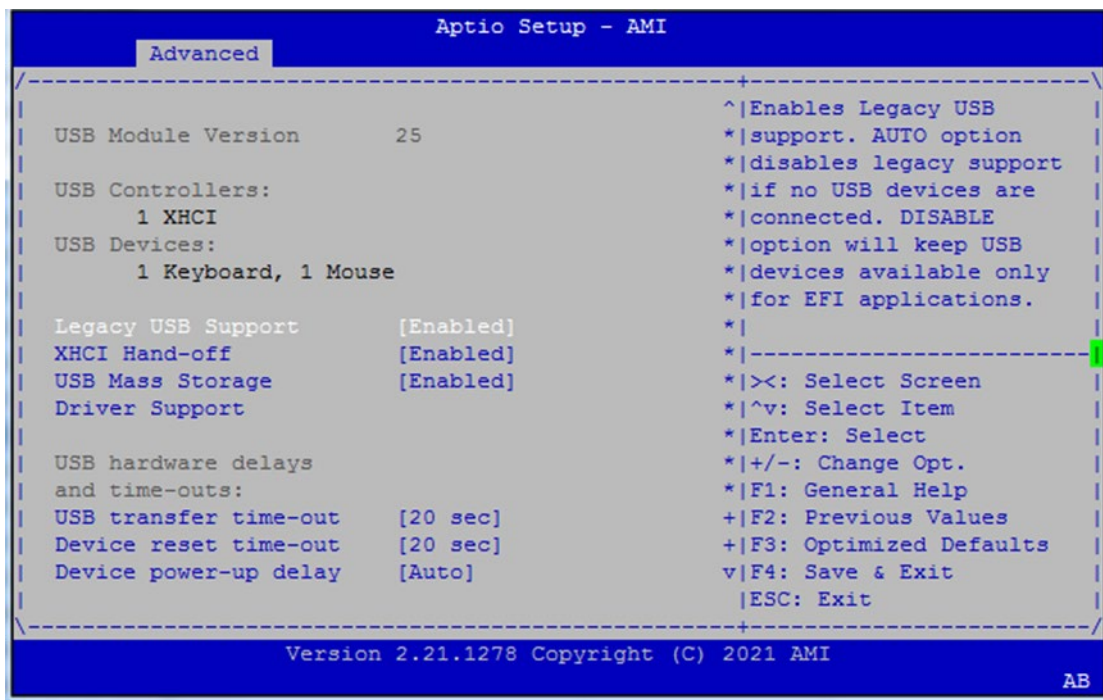 Aptio Setup - AMI
Advanced
USB Module Version 25
USB Controllers:
1 XHCI
USB Devices:
1 Keyboard, 1 Mouse
Legacy USB Support [Enabled]
XHCI Hand-off [Enabled]
USB Mass Storage [Enabled]
Driver Support
USB hardware delays
and time-outs:
USB transfer time-out [20 sec]
Device reset time-out [20 sec]
Device power-up delay [Auto]
Enables Legacy USB
support. AUTO option
disables legacy support
if no USB devices are
connected. DISABLE
option will keep USB
devices available only
for EFI applications.
><: Select Screen
^v: Select Item
Enter: Select
+/-: Change Opt.
F1: General Help
F2: Previous Values
F3: Optimized Defaults
F4: Save & Exit
ESC: Exit
Version 2.21.1278 Copyright (C) 2021 AMI
AB